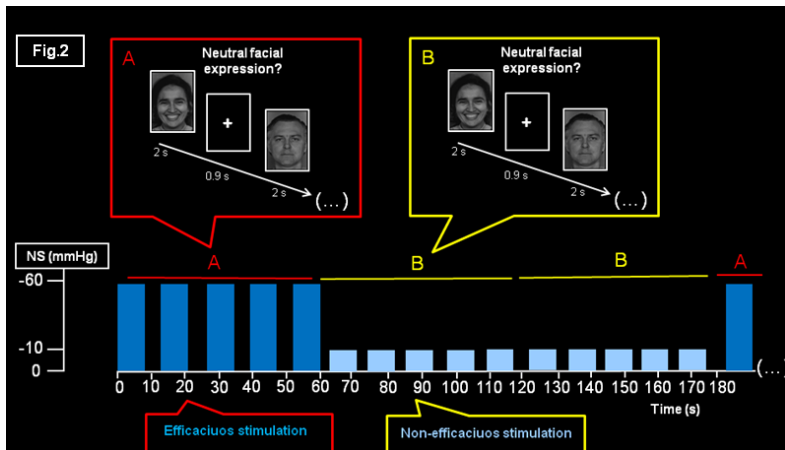 Fig.2
A
Neutral facial
expression?
+
2 s
0.9 s
2 s
(...)
B
Neutral facial
expression?
+
2 s
0.9 s
2 s
(...)
NS (mmHg)
A
B
B
A
-60
-10
0
0 10 20 30 40 50 60 70 80 90 100 110 120 130 140 150 160 170 180
(...)
Time (s)
Efficaciuos stimulation
Non-efficaciuos stimulation